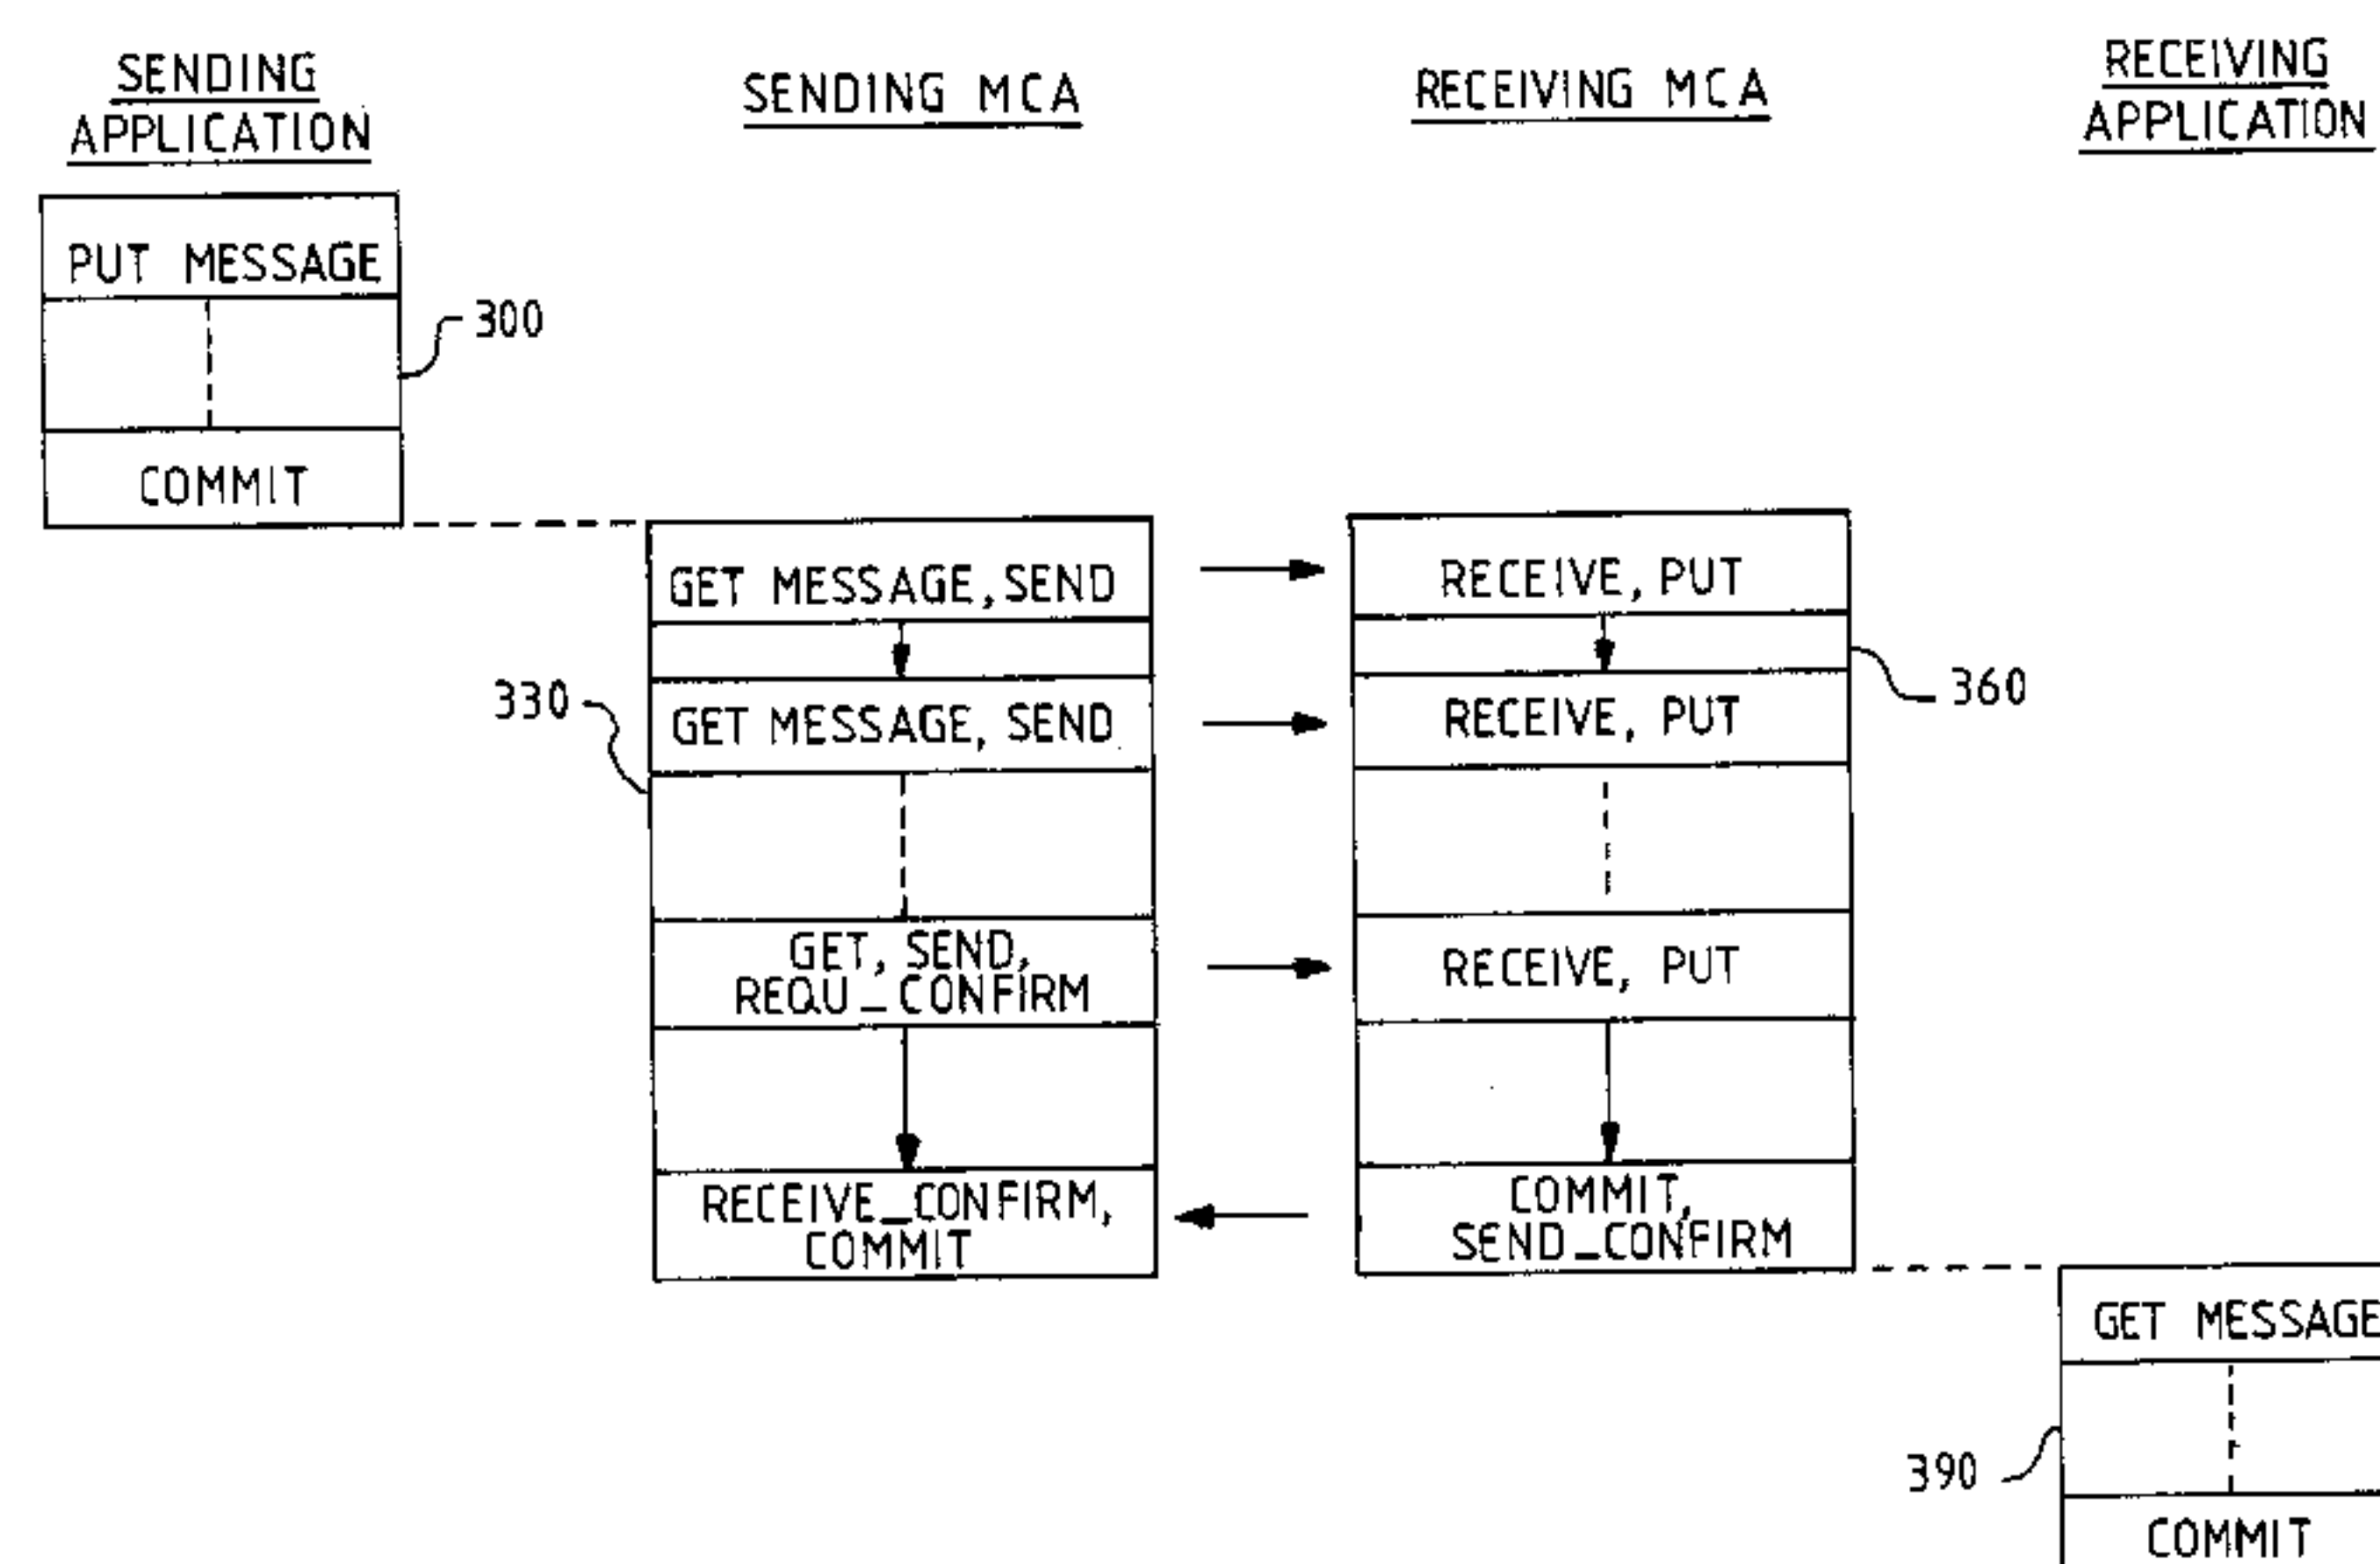 SENDING
APPLICATION
SENDING MCA
RECEIVING MCA
RECEIVING
APPLICATION
PUT MESSAGE
300
COMMIT
GET MESSAGE, SEND
RECEIVE, PUT
330
GET MESSAGE, SEND
RECEIVE, PUT
360
GET, SEND,
REQU_CONFIRM
RECEIVE, PUT
RECEIVE_CONFIRM,
COMMIT
COMMIT,
SEND_CONFIRM
GET MESSAGE
390
COMMIT